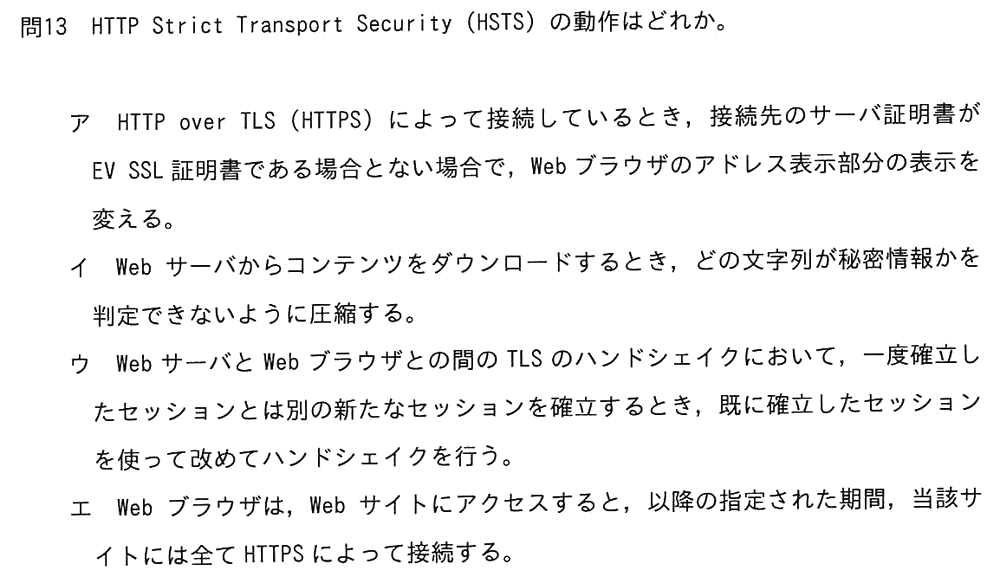 問13 HTTP Strict Transport Security (HSTS) の動作はどれか。
ア HTTP over TLS (HTTPS) によって接続しているとき，接続先のサーバ証明書が
EV SSL 証明書である場合とない場合で，Web ブラウザのアドレス表示部分の表示を
変える。
イ Web サーバからコンテンツをダウンロードするとき，どの文字列が秘密情報かを
判定できないように圧縮する。
ウ Web サーバと Web ブラウザとの間の TLS のハンドシェイクにおいて，一度確立し
たセッションとは別の新たなセッションを確立するとき，既に確立したセッション
を使って改めてハンドシェイクを行う。
エ Web ブラウザは，Web サイトにアクセスすると，以降の指定された期間，当該サ
イトには全て HTTPS によって接続する。